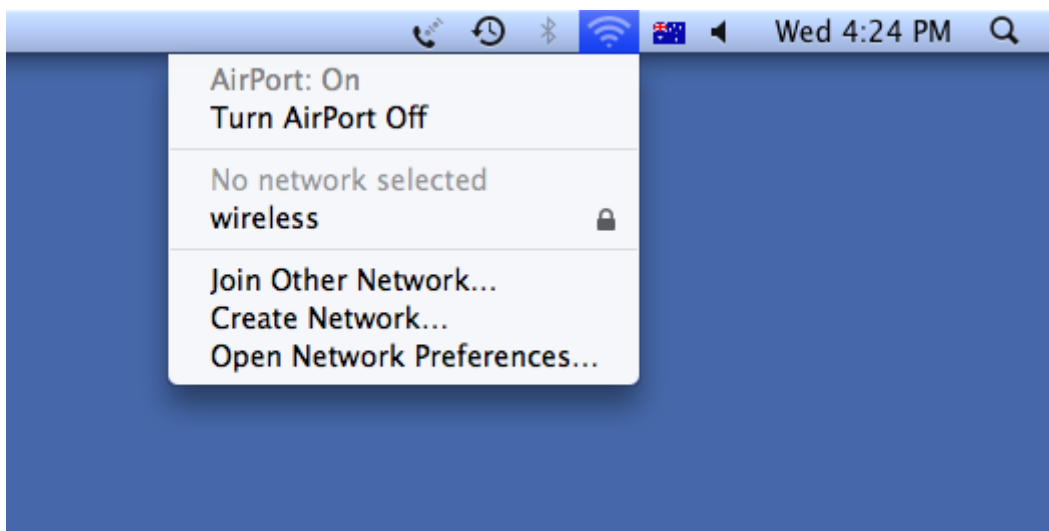 Wed 4:24 PM
AirPort: On
Turn AirPort Off
No network selected
wireless
Join Other Network...
Create Network...
Open Network Preferences...